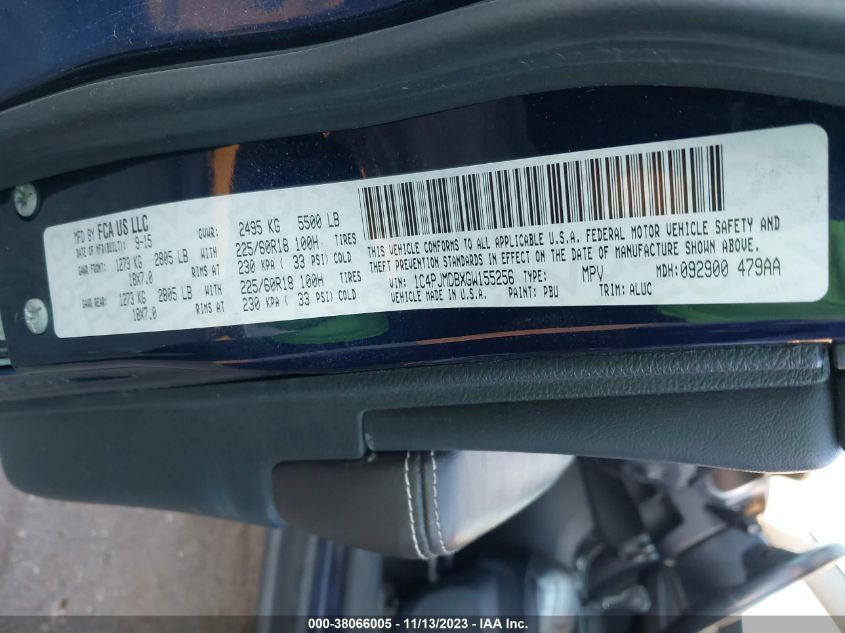 MFD BY FCA US LLC
DATE OF MFG(BUILT): 9-15 GVWR: 2495 KG 5500 LB
GAWR FRONT: 1273 KG 2805 LB WITH 225/60R18 100H TIRES
18X7.0 RIMS AT 230 KPA ( 33 PSI) COLD
GAWR REAR: 1273 KG 2805 LB WITH 225/60R18 100H TIRES
18X7.0 RIMS AT 230 KPA ( 33 PSI) COLD
THIS VEHICLE CONFORMS TO ALL APPLICABLE U.S.A. FEDERAL MOTOR VEHICLE SAFETY AND
THEFT PREVENTION STANDARDS IN EFFECT ON THE DATE OF MANUFACTURE SHOWN ABOVE.
VIN: 1C4PJMDBXGW155256 TYPE: MPV MDH:092900 479AA
MADE IN U.S.A. PAINT: PBU TRIM: ALUC
000-38066005 - 11/13/2023 - IAA Inc.